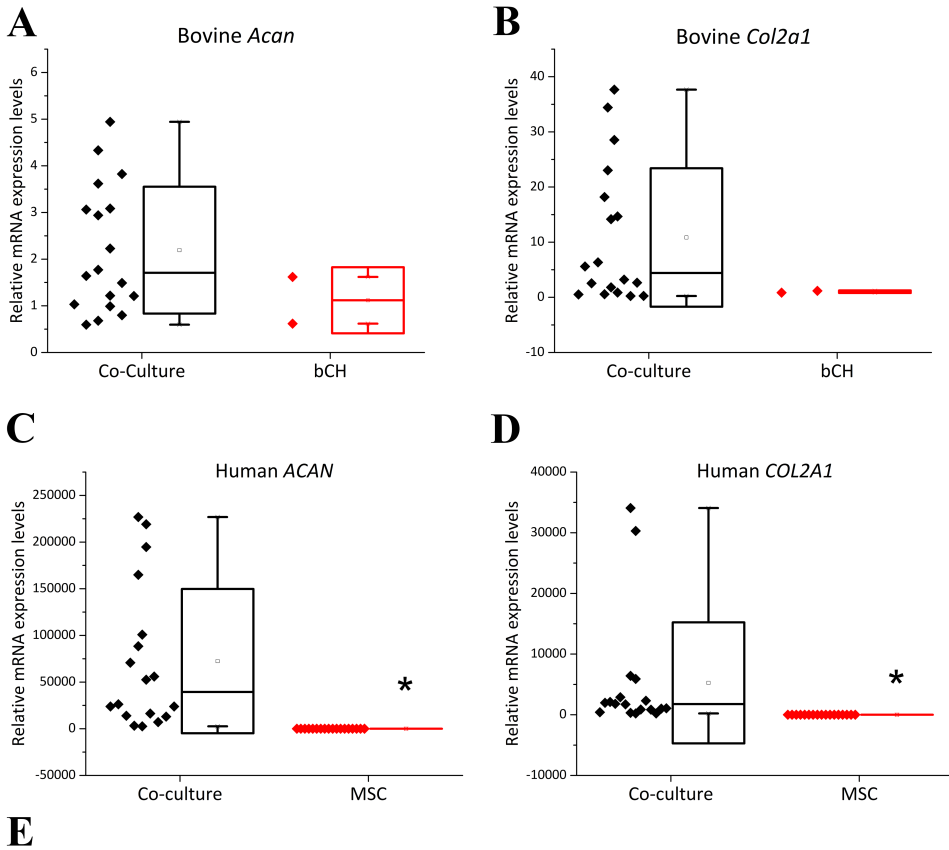 A
Bovine Acan
Relative mRNA expression levels
6
5
4
3
2
1
0
Co-Culture
bCH
B
Bovine Col2a1
Relative mRNA expression levels
40
30
20
10
0
-10
Co-culture
bCH
C
Human ACAN
Relative mRNA expression levels
250000
200000
150000
100000
50000
0
-50000
*
Co-culture
MSC
D
Human COL2A1
Relative mRNA expression levels
40000
30000
20000
10000
0
-10000
*
Co-culture
MSC
E